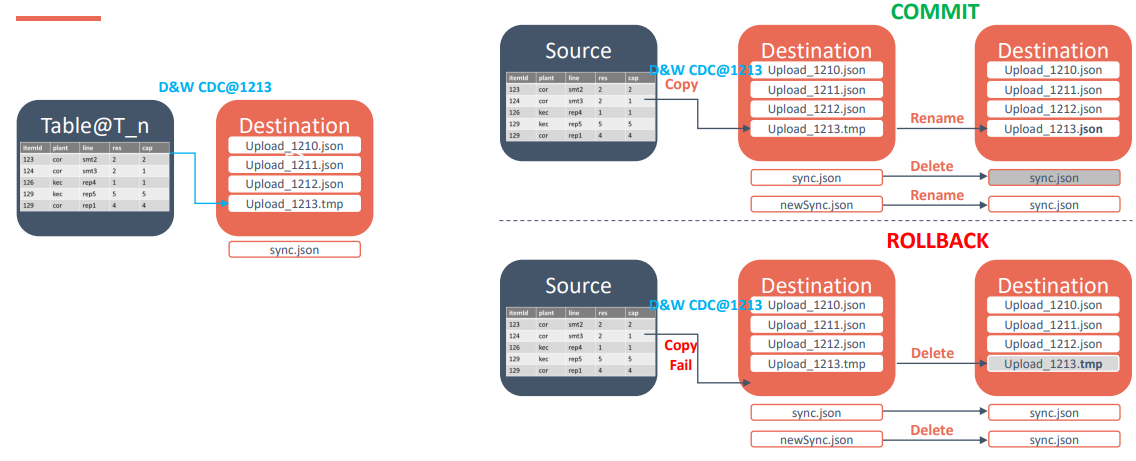 D&W CDC@1213
Table@T_n
itemId plant line res cap
123 cor smt2 2 2
124 cor smt3 2 1
126 kec rep4 1 1
129 kec rep5 5 5
129 cor rep1 4 4
Destination
Upload_1210.json
Upload_1211.json
Upload_1212.json
Upload_1213.tmp
sync.json
COMMIT
Source
itemId plant line res cap
123 cor smt2 2 2
124 cor smt3 2 1
126 kec rep4 1 1
129 kec rep5 5 5
129 cor rep1 4 4
D&W CDC@1213
Copy
Destination
Upload_1210.json
Upload_1211.json
Upload_1212.json
Upload_1213.tmp
Rename
Destination
Upload_1210.json
Upload_1211.json
Upload_1212.json
Upload_1213.json
sync.json
Delete
sync.json
newSync.json
Rename
sync.json
ROLLBACK
Source
itemId plant line res cap
123 cor smt2 2 2
124 cor smt3 2 1
126 kec rep4 1 1
129 kec rep5 5 5
129 cor rep1 4 4
D&W CDC@1213
Copy
Fail
Destination
Upload_1210.json
Upload_1211.json
Upload_1212.json
Upload_1213.tmp
Delete
Destination
Upload_1210.json
Upload_1211.json
Upload_1212.json
Upload_1213.tmp
sync.json
sync.json
newSync.json
Delete
sync.json